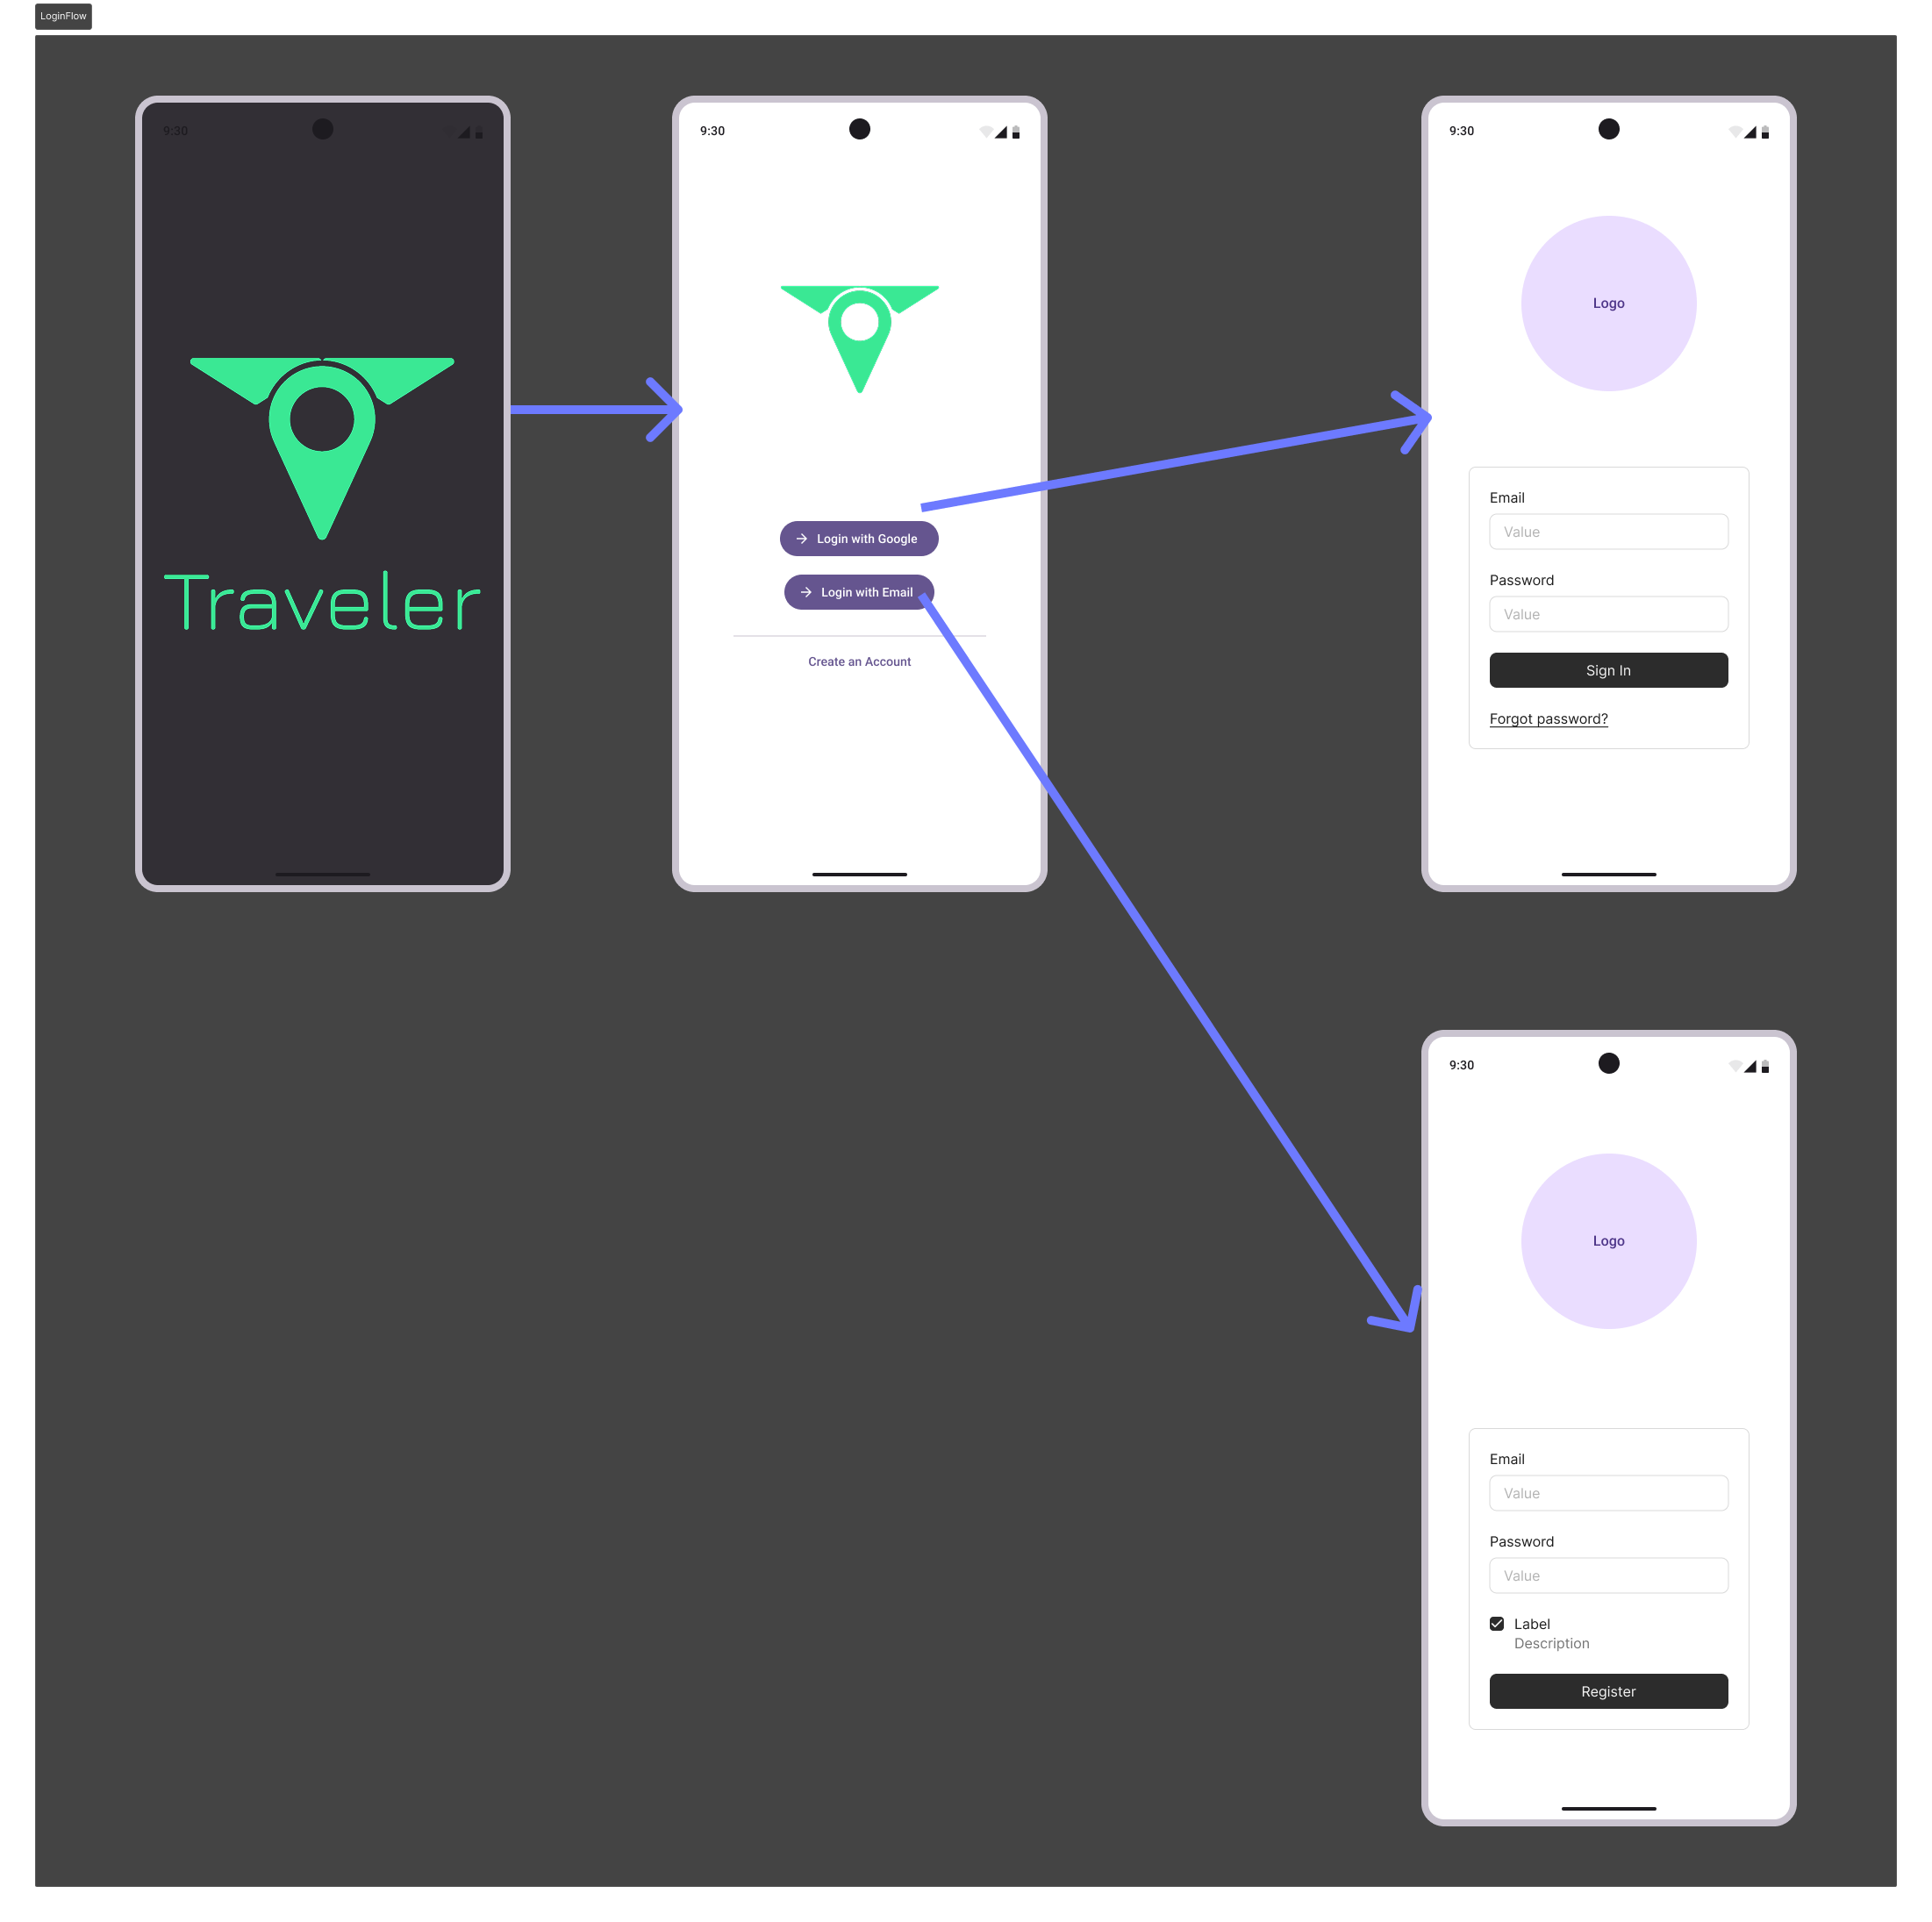 LoginFlow
9:30
Traveler
9:30
Login with Google
Login with Email
Create an Account
9:30
Logo
Email
Value
Password
Value
Sign In
Forgot password?
9:30
Logo
Email
Value
Password
Value
Label
Description
Register